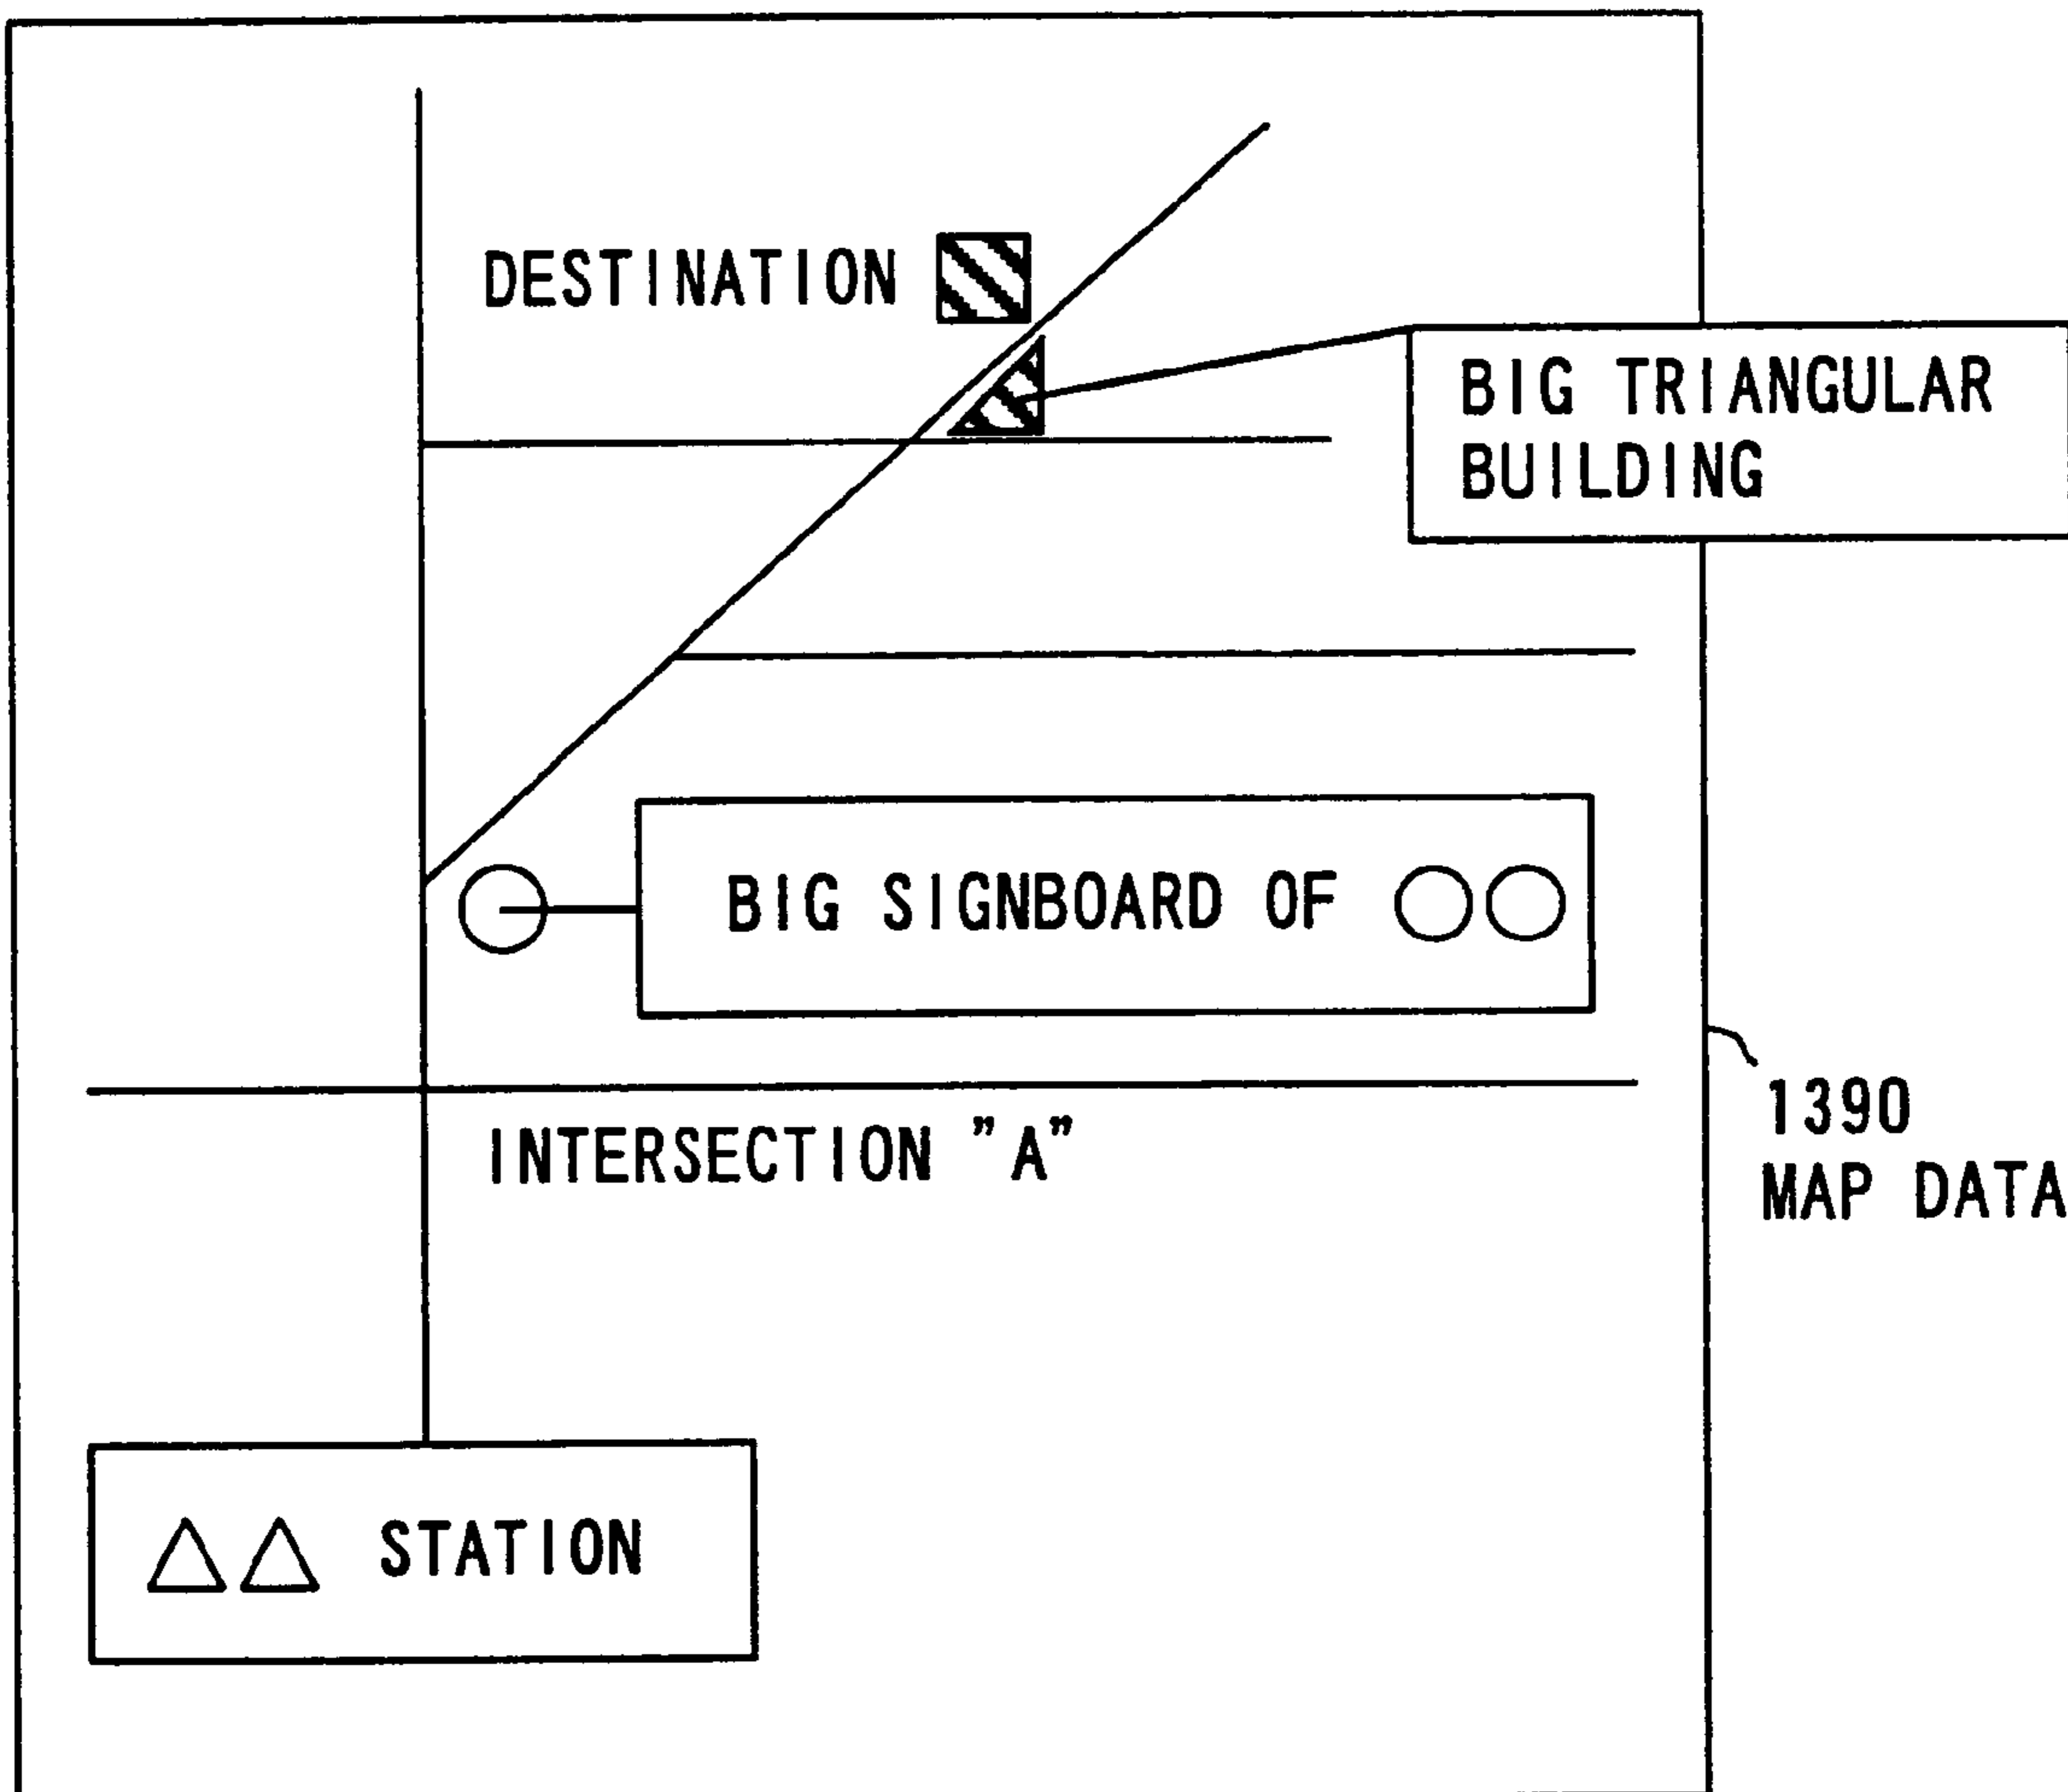 DESTINATION
BIG TRIANGULAR
BUILDING
BIG SIGNBOARD OF ○○
INTERSECTION "A"
1390
MAP DATA
△△ STATION